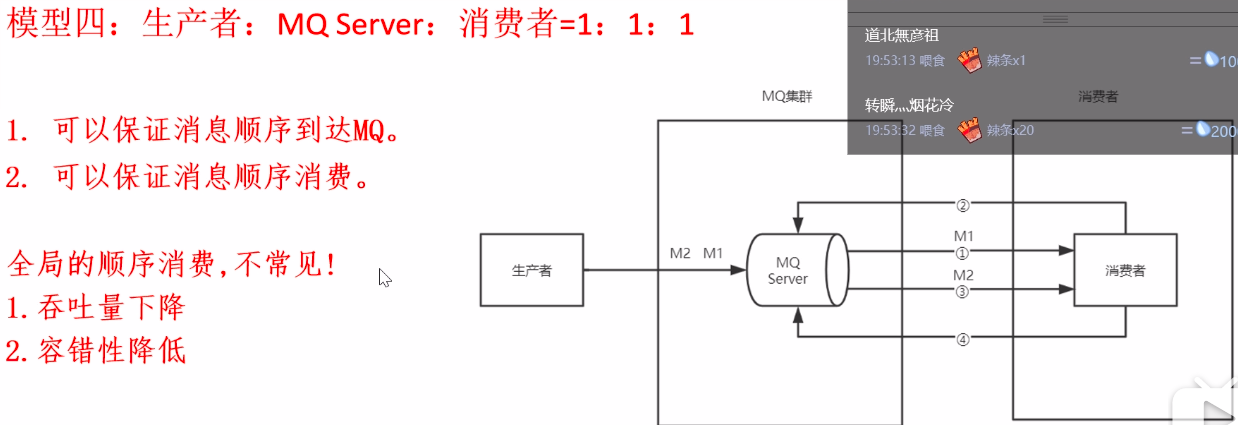 模型四：生产者：MQ Server：消费者=1：1：1
道北無彦祖
19:53:13 喂食 辣条x1 =
转瞬灬烟花冷
19:53:32 喂食 辣条x20 =
MQ集群
消费者
1. 可以保证消息顺序到达MQ。
2. 可以保证消息顺序消费。
全局的顺序消费,不常见!
1.吞吐量下降
2.容错性降低
生产者
M2 M1
MQ
Server
②
M1
①
M2
③
④
消费者